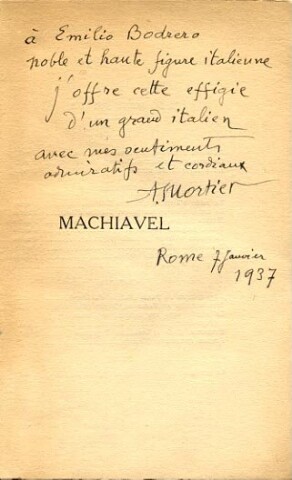 à Emilio Bodrero
noble et haute figure italienne
j'offre cette effigie
d'un grand italien
avec mes sentiments
admiratifs et cordiaux
A. Mortier
MACHIAVEL
Rome 7 Janvier
1937